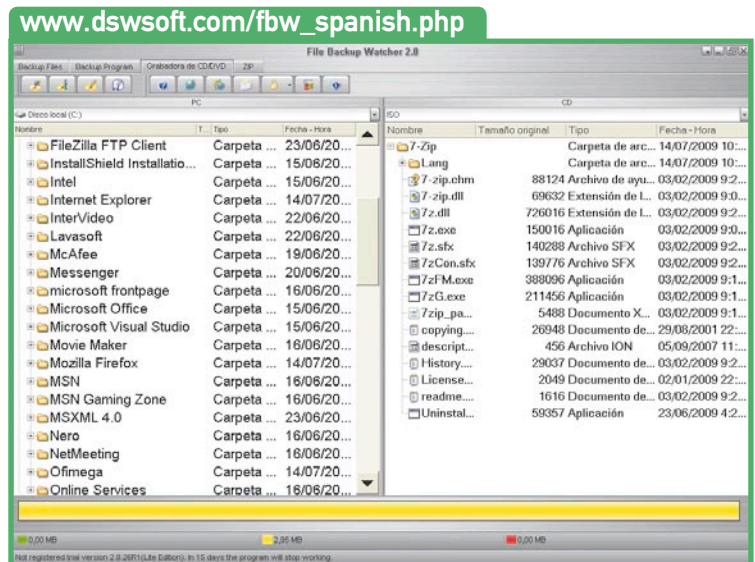 www.dswsoft.com/fbw_spanish.php
File Backup Watcher 2.8
Backup Files Backup Program Grabadora de CD/DVD ZIP
PC
CD
Disco local (C:)
ISO
Nombre T... Tipo Fecha - Hora
FileZilla FTP Client Carpeta ... 23/06/20...
InstallShield Installatio... Carpeta ... 15/06/20...
Intel Carpeta ... 15/06/20...
Internet Explorer Carpeta ... 14/07/20...
InterVideo Carpeta ... 22/06/20...
Lavasoft Carpeta ... 22/06/20...
McAfee Carpeta ... 19/06/20...
Messenger Carpeta ... 20/06/20...
microsoft frontpage Carpeta ... 16/06/20...
Microsoft Office Carpeta ... 15/06/20...
Microsoft Visual Studio Carpeta ... 15/06/20...
Movie Maker Carpeta ... 16/06/20...
Mozilla Firefox Carpeta ... 14/07/20...
MSN Carpeta ... 16/06/20...
MSN Gaming Zone Carpeta ... 16/06/20...
MSXML 4.0 Carpeta ... 23/06/20...
Nero Carpeta ... 16/06/20...
NetMeeting Carpeta ... 16/06/20...
Ofimega Carpeta ... 14/07/20...
Online Services Carpeta ... 16/06/20...
Nombre Tamaño original Tipo Fecha - Hora
7-Zip Carpeta de arc... 14/07/2009 10:...
Lang Carpeta de arc... 14/07/2009 10:...
7-zip.chm 88124 Archivo de ayu... 03/02/2009 9:2...
7-zip.dll 69632 Extensión de l... 03/02/2009 9:0...
7z.dll 726016 Extensión de l... 03/02/2009 9:2...
7z.exe 150016 Aplicación 03/02/2009 9:0...
7z.sfx 140288 Archivo SFX 03/02/2009 9:2...
7zCon.sfx 139776 Archivo SFX 03/02/2009 9:2...
7zFM.exe 388096 Aplicación 03/02/2009 9:1...
7zG.exe 211456 Aplicación 03/02/2009 9:1...
7zip_pa... 5488 Documento X... 03/02/2009 9:1...
copying.... 26948 Documento de... 29/08/2001 22:...
descript... 456 Archivo ION 05/09/2007 11:...
History.... 29037 Documento de... 03/02/2009 9:2...
License... 2049 Documento de... 02/01/2009 22:...
readme.... 1616 Documento de... 03/02/2009 9:2...
Uninstal... 59357 Aplicación 23/06/2009 4:2...
0,00 MB 2,95 MB 0,00 MB
Not registered trial version 2.8.26R1(Lite Edition). In 15 days the program will stop working.